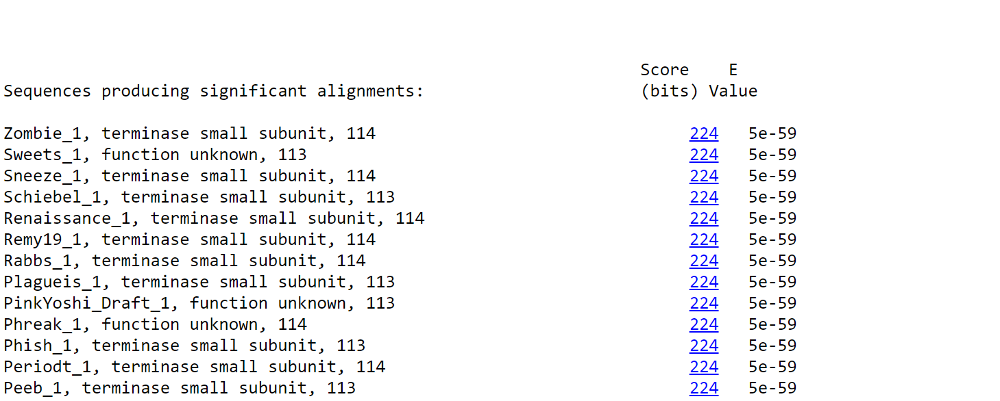 Score    E
Sequences producing significant alignments:    (bits) Value
Zombie_1, terminase small subunit, 114    224   5e-59
Sweets_1, function unknown, 113    224   5e-59
Sneeze_1, terminase small subunit, 114    224   5e-59
Schiebel_1, terminase small subunit, 113    224   5e-59
Renaissance_1, terminase small subunit, 114    224   5e-59
Remy19_1, terminase small subunit, 114    224   5e-59
Rabbs_1, terminase small subunit, 114    224   5e-59
Plagueis_1, terminase small subunit, 113    224   5e-59
PinkYoshi_Draft_1, function unknown, 113    224   5e-59
Phreak_1, function unknown, 114    224   5e-59
Phish_1, terminase small subunit, 113    224   5e-59
Periodt_1, terminase small subunit, 114    224   5e-59
Peeb_1, terminase small subunit, 113    224   5e-59